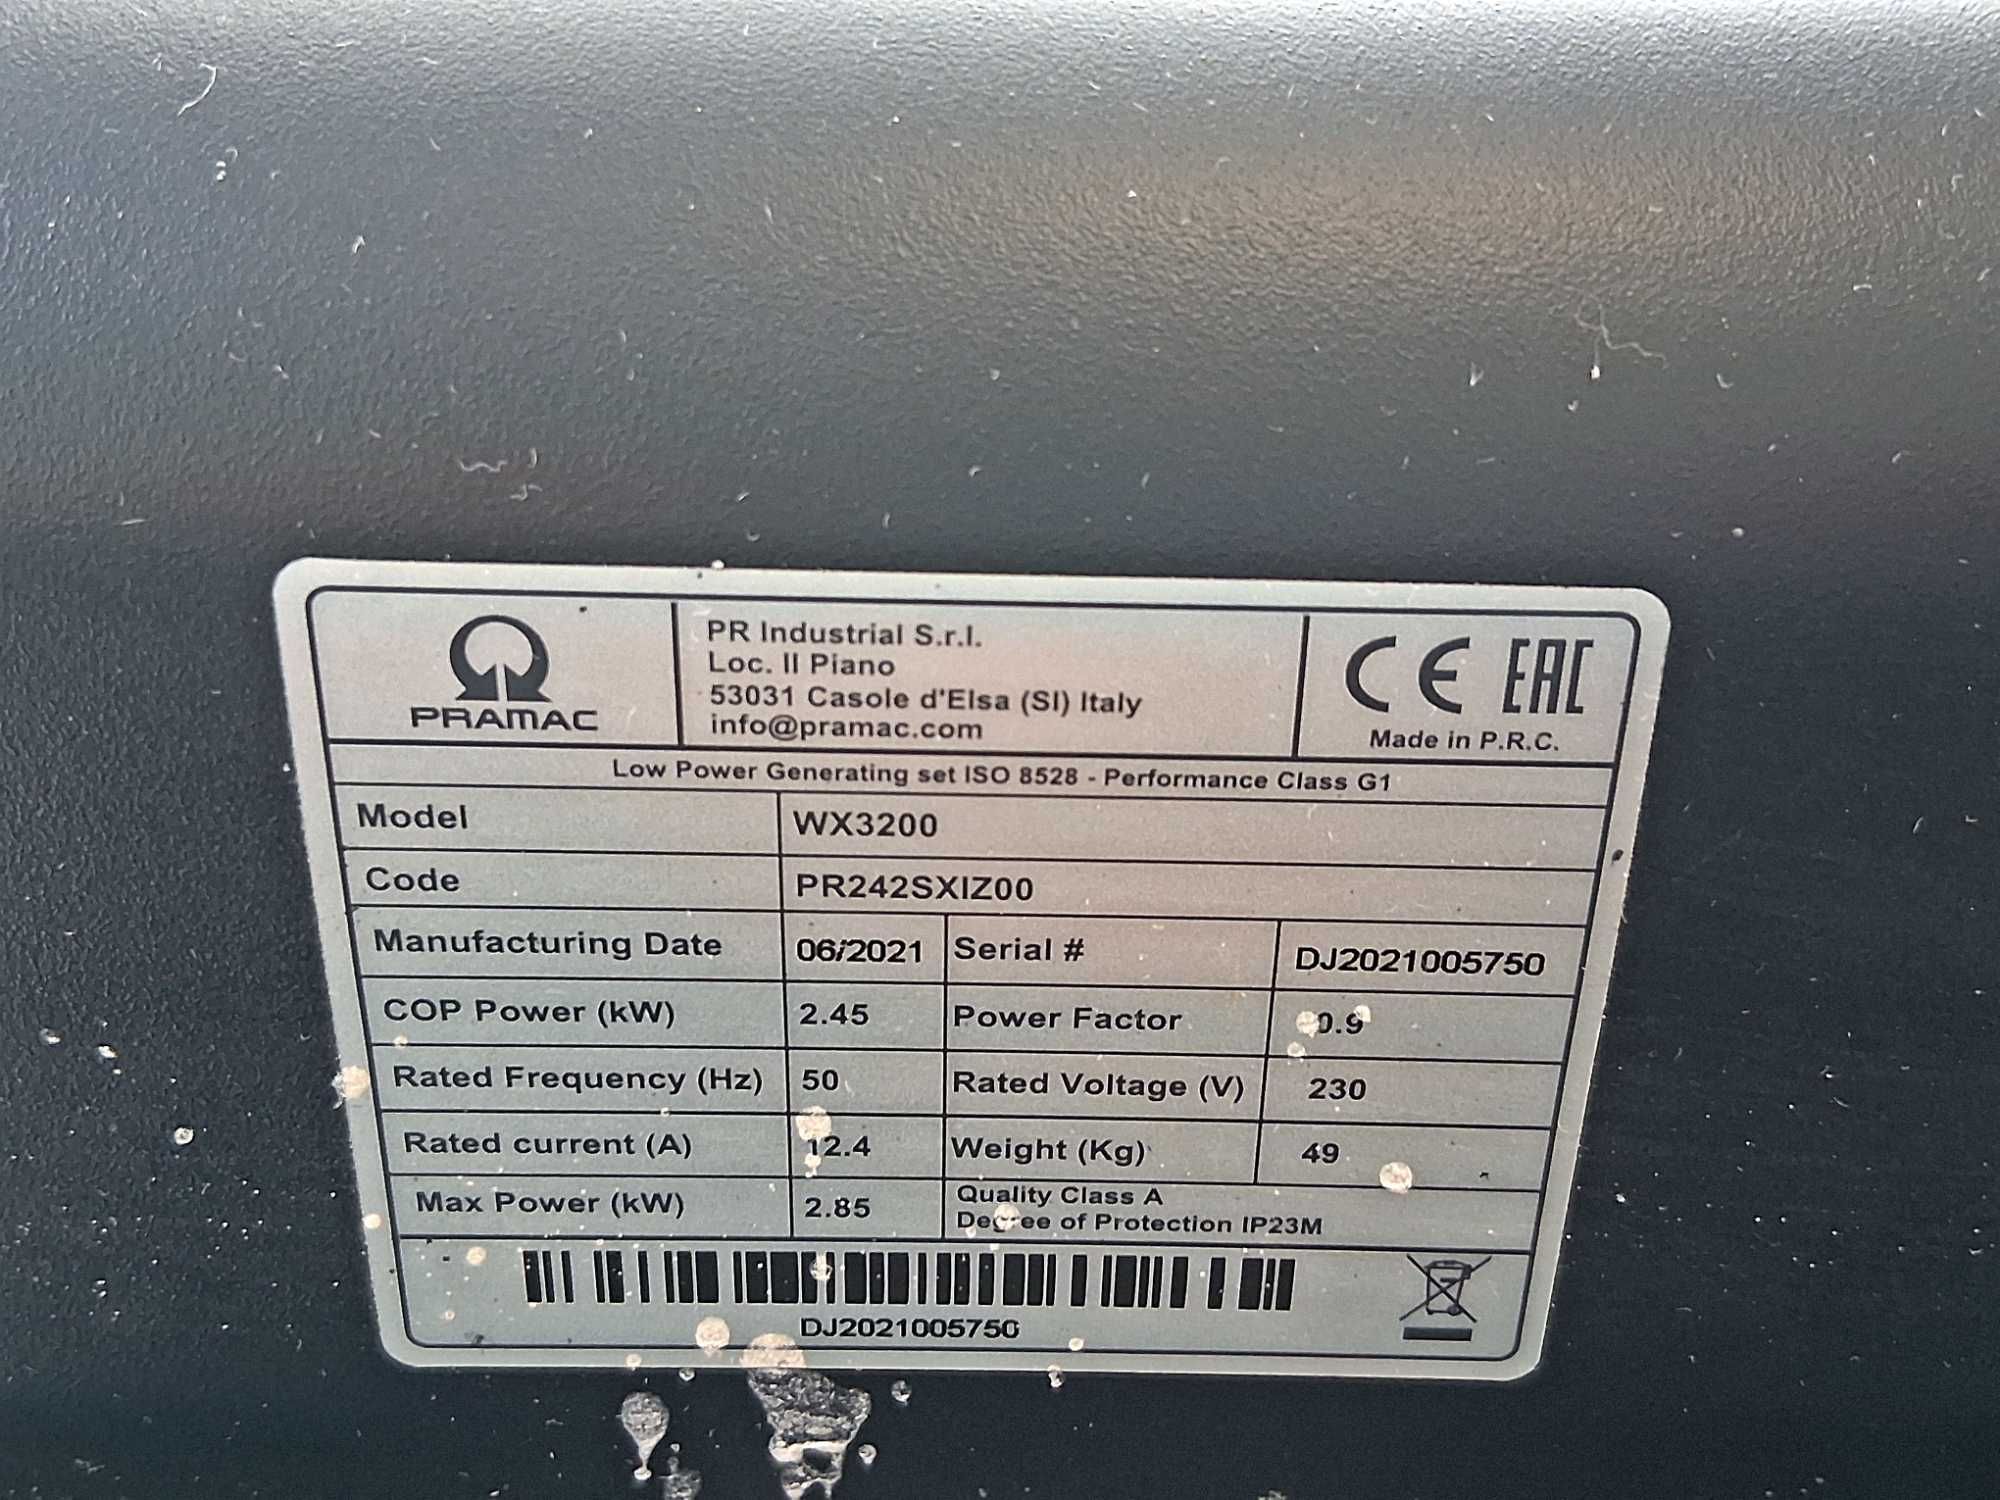 PRAMAC
PR Industrial S.r.l.
Loc. Il Piano
53031 Casole d'Elsa (SI) Italy
info@pramac.com
CE EAC
Made in P.R.C.
Low Power Generating set ISO 8528 - Performance Class G1
Model WX3200
Code PR242SXIZ00
Manufacturing Date 06/2021 Serial # DJ2021005750
COP Power (kW) 2.45 Power Factor 0.9
Rated Frequency (Hz) 50 Rated Voltage (V) 230
Rated current (A) 12.4 Weight (Kg) 49
Max Power (kW) 2.85 Quality Class A
Degree of Protection IP23M
DJ2021005750